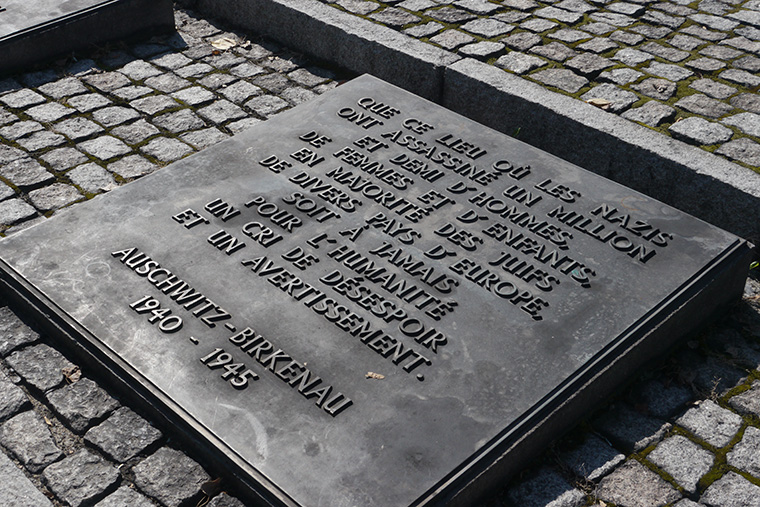 QUE CE LIEU OÙ LES NAZIS
ONT ASSASSINÉ UN MILLION
ET DEMI D'HOMMES,
DE FEMMES ET D'ENFANTS,
EN MAJORITÉ DES JUIFS
DE DIVERS PAYS D'EUROPE,
SOIT À JAMAIS
POUR L'HUMANITÉ
UN CRI DE DÉSESPOIR
ET UN AVERTISSEMENT.
AUSCHWITZ-BIRKENAU
1940 - 1945